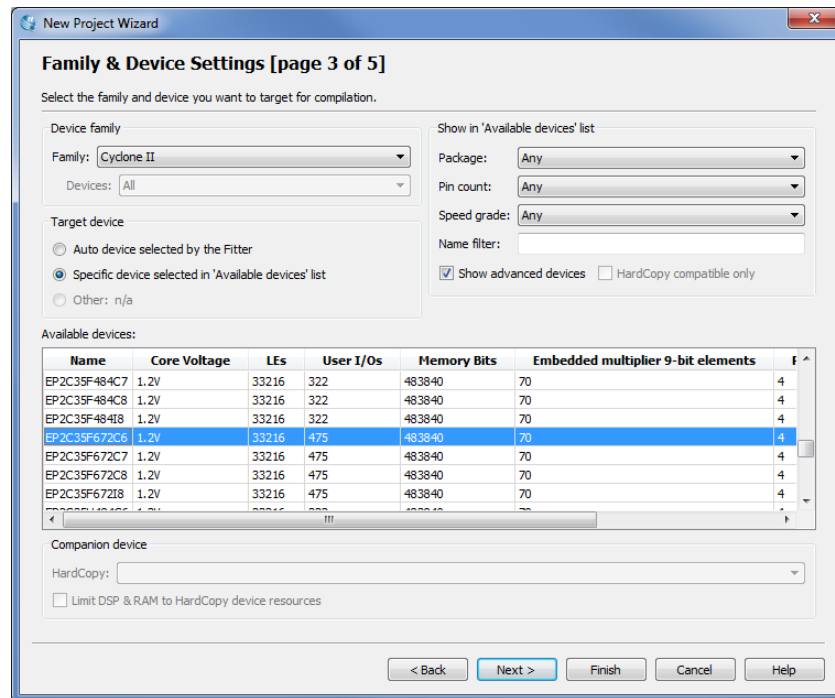 New Project Wizard
Family & Device Settings [page 3 of 5]
Select the family and device you want to target for compilation.
Device family
Family: Cyclone II
Devices: All
Show in 'Available devices' list
Package: Any
Pin count: Any
Speed grade: Any
Name filter:
Show advanced devices HardCopy compatible only
Target device
Auto device selected by the Fitter
Specific device selected in 'Available devices' list
Other: n/a
Available devices:
Name Core Voltage LEs User I/Os Memory Bits Embedded multiplier 9-bit elements
EP2C35F484C7 1.2V 33216 322 483840 70 4
EP2C35F484C8 1.2V 33216 322 483840 70 4
EP2C35F484I8 1.2V 33216 322 483840 70 4
EP2C35F672C6 1.2V 33216 475 483840 70 4
EP2C35F672C7 1.2V 33216 475 483840 70 4
EP2C35F672C8 1.2V 33216 475 483840 70 4
EP2C35F672I8 1.2V 33216 475 483840 70 4
Companion device
HardCopy:
Limit DSP & RAM to HardCopy device resources
< Back Next > Finish Cancel Help